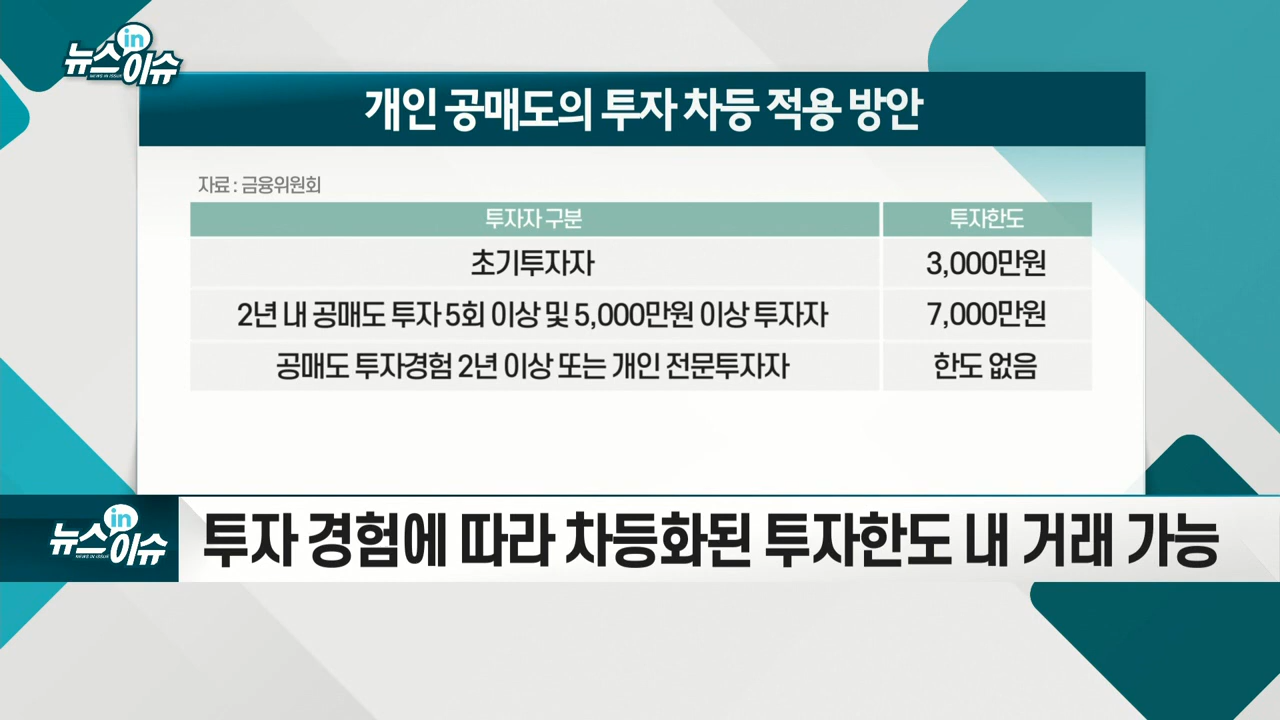 뉴스in이슈
NEWS IN ISSUE
개인 공매도의 투자 차등 적용 방안
자료 : 금융위원회
투자자 구분 투자한도
초기투자자 3,000만원
2년 내 공매도 투자 5회 이상 및 5,000만원 이상 투자자 7,000만원
공매도 투자경험 2년 이상 또는 개인 전문투자자 한도 없음
뉴스in이슈
NEWS IN ISSUE
투자 경험에 따라 차등화된 투자한도 내 거래 가능